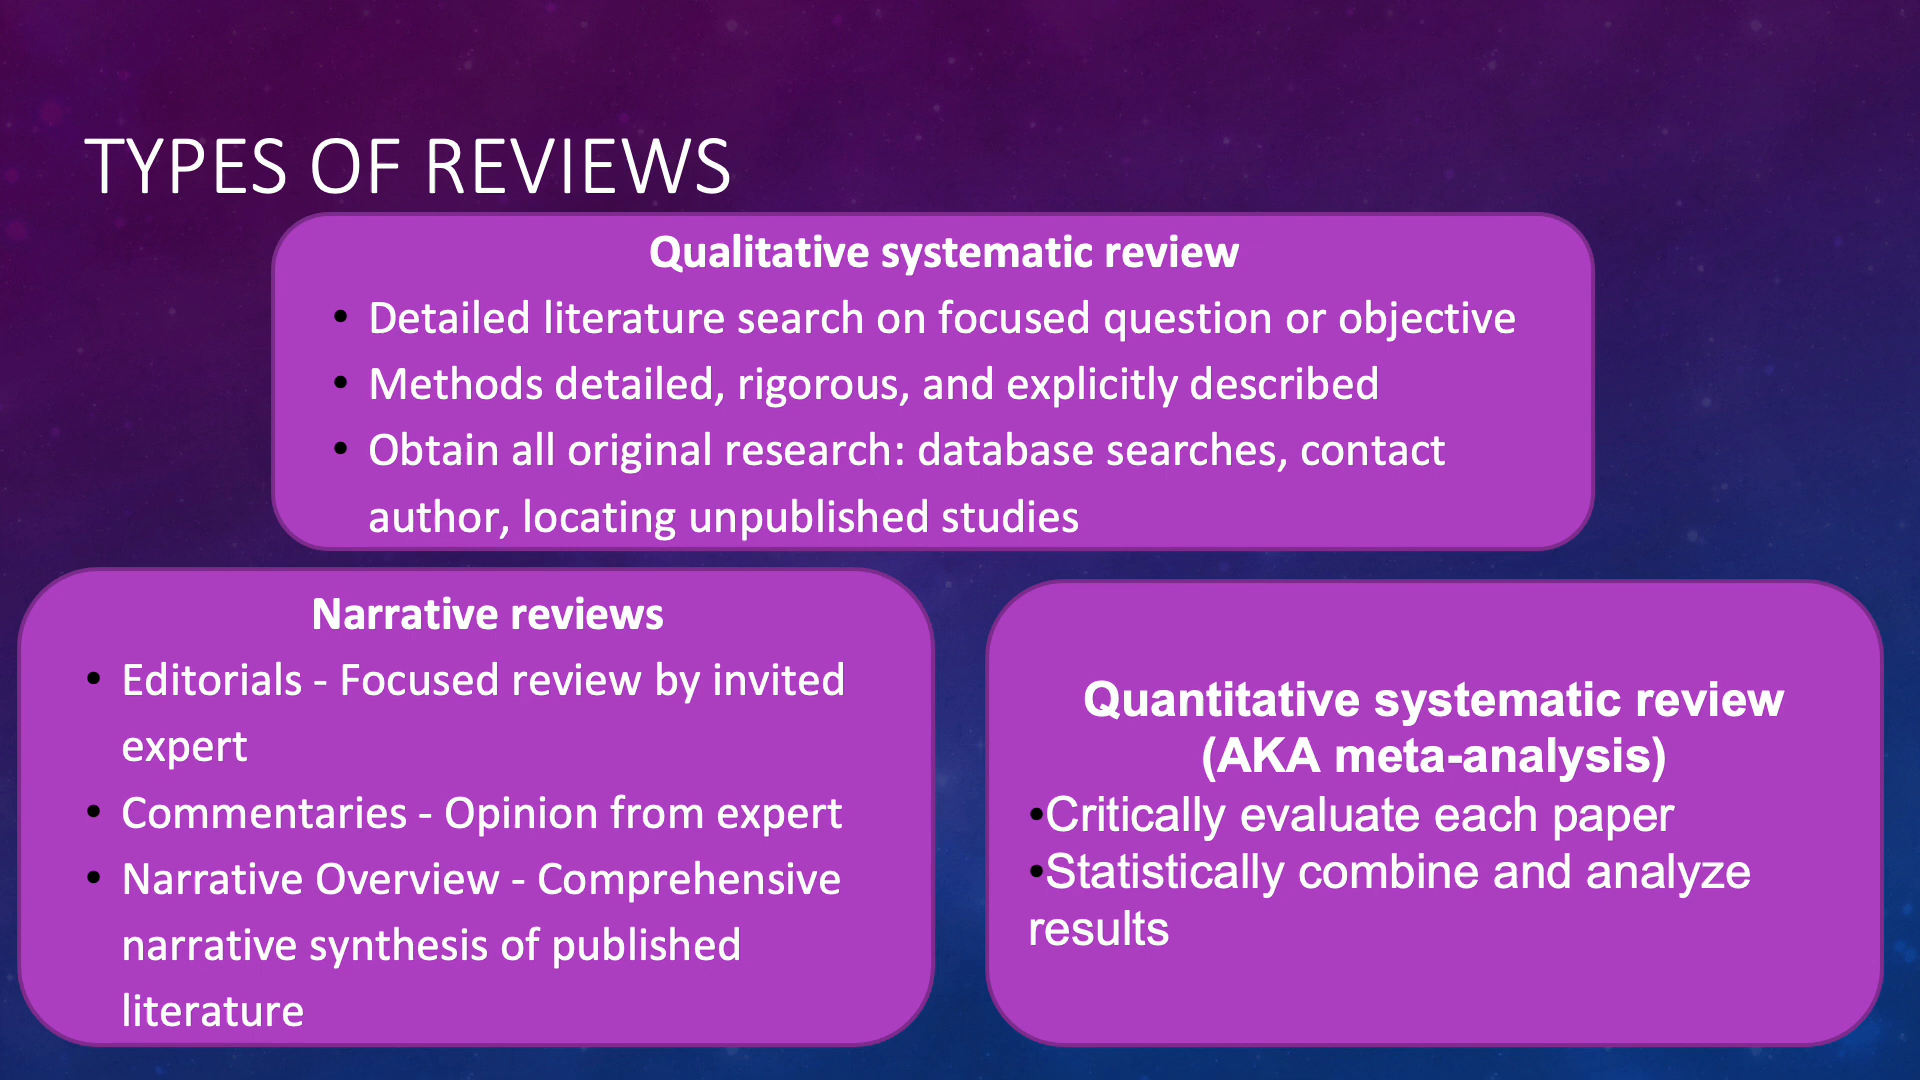 TYPES OF REVIEWS
Qualitative systematic review
• Detailed literature search on focused question or objective
• Methods detailed, rigorous, and explicitly described
• Obtain all original research: database searches, contact
author, locating unpublished studies
Narrative reviews
• Editorials - Focused review by invited
expert
• Commentaries - Opinion from expert
• Narrative Overview - Comprehensive
narrative synthesis of published
literature
Quantitative systematic review
(AKA meta-analysis)
•Critically evaluate each paper
•Statistically combine and analyze
results